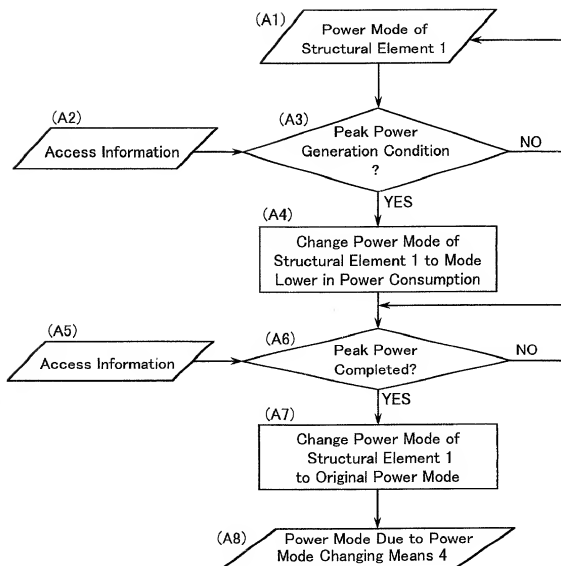 (A1)
Power Mode of
Structural Element 1
(A2)
Access Information
(A3)
Peak Power
Generation Condition
?
NO
YES
(A4)
Change Power Mode of
Structural Element 1 to Mode
Lower in Power Consumption
(A5)
Access Information
(A6)
Peak Power
Completed?
NO
YES
(A7)
Change Power Mode of
Structural Element 1
to Original Power Mode
(A8)
Power Mode Due to Power
Mode Changing Means 4